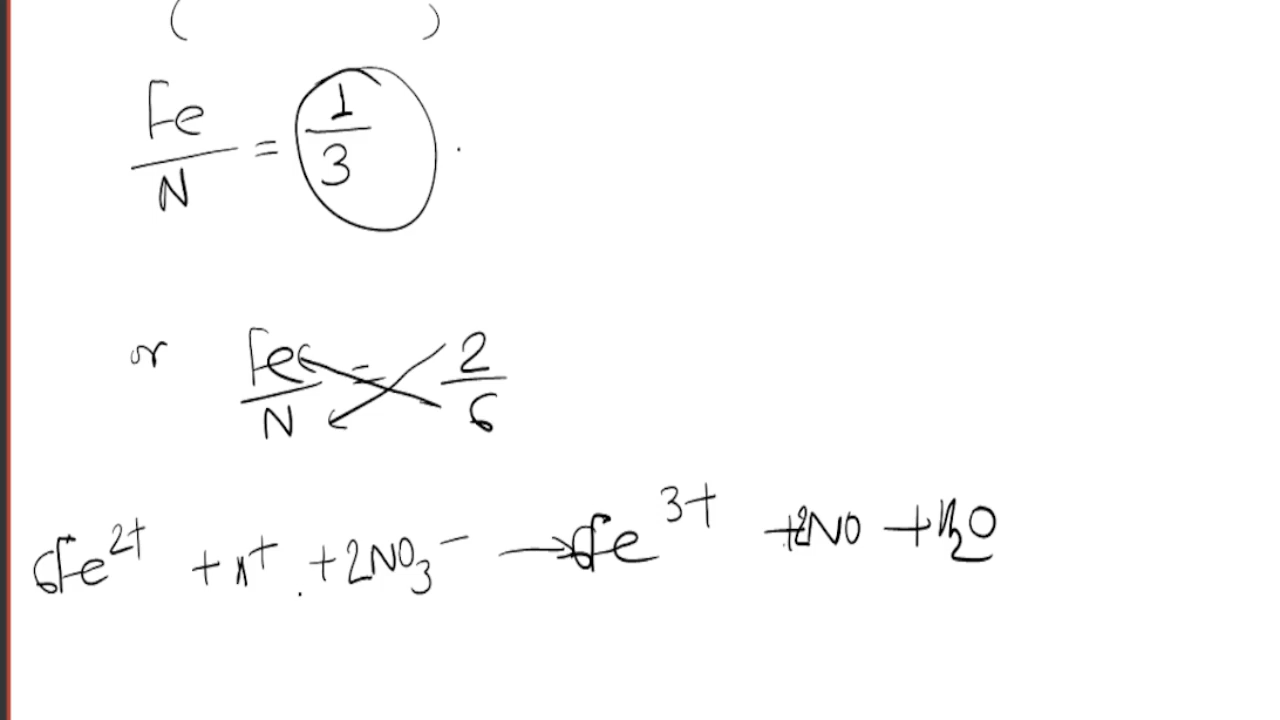 ( )
Fe/N = 1/3 .
or Fe/N = 2/6
6Fe²⁺ + H⁺ + 2NO₃⁻ → 6Fe³⁺ + 2NO + H₂O